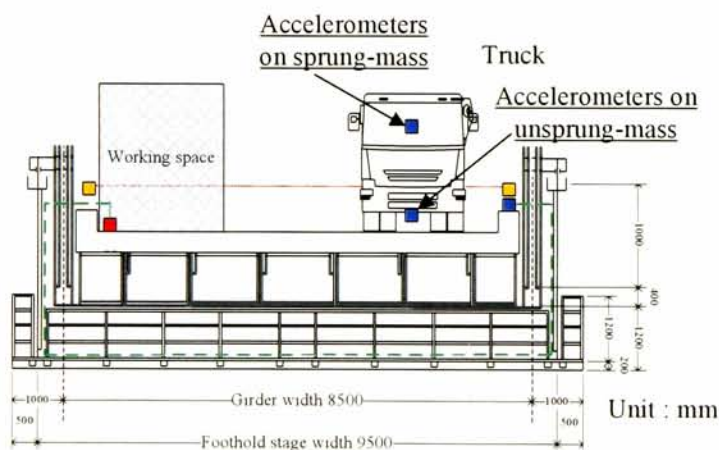 Accelerometers
on sprung-mass
Truck
Accelerometers on
unsprung-mass
Working space
1000
400
1200
1200
200
1000
Girder width 8500
1000
Unit : mm
500
500
Foothold stage width 9500